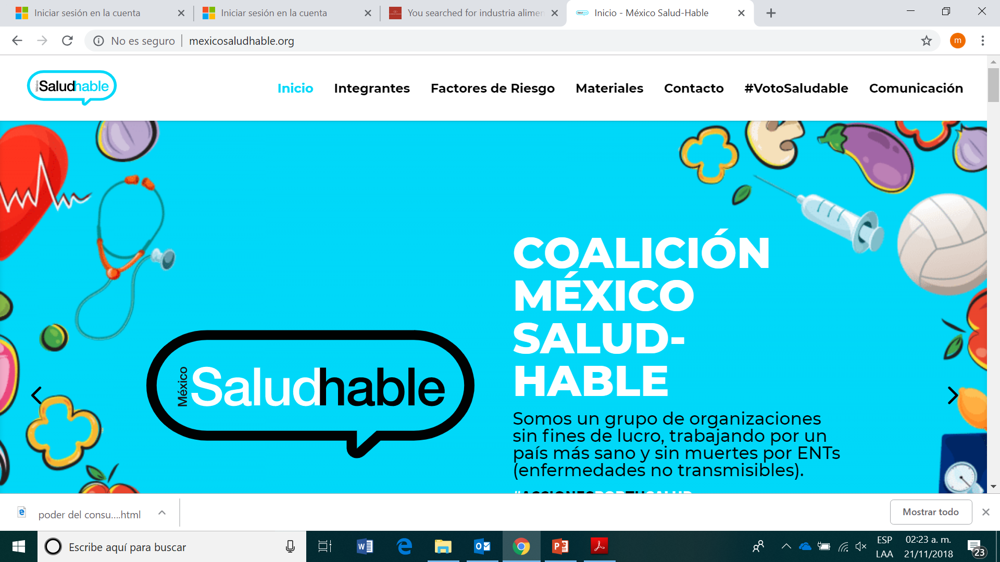 Iniciar sesión en la cuenta
Iniciar sesión en la cuenta
You searched for industria alimen
Inicio - México Salud-Hable
No es seguro
mexicosaludhable.org
m
México Saludhable
Inicio
Integrantes
Factores de Riesgo
Materiales
Contacto
#VotoSaludable
Comunicación
México Saludhable
COALICIÓN
MÉXICO
SALUD-
HABLE
Somos un grupo de organizaciones
sin fines de lucro, trabajando por un
país más sano y sin muertes por ENTs
(enfermedades no transmisibles).
#ACCIONESPORTUSALUD
poder del consu....html
Mostrar todo
Escribe aquí para buscar
ESP
LAA
02:23 a. m.
21/11/2018
23